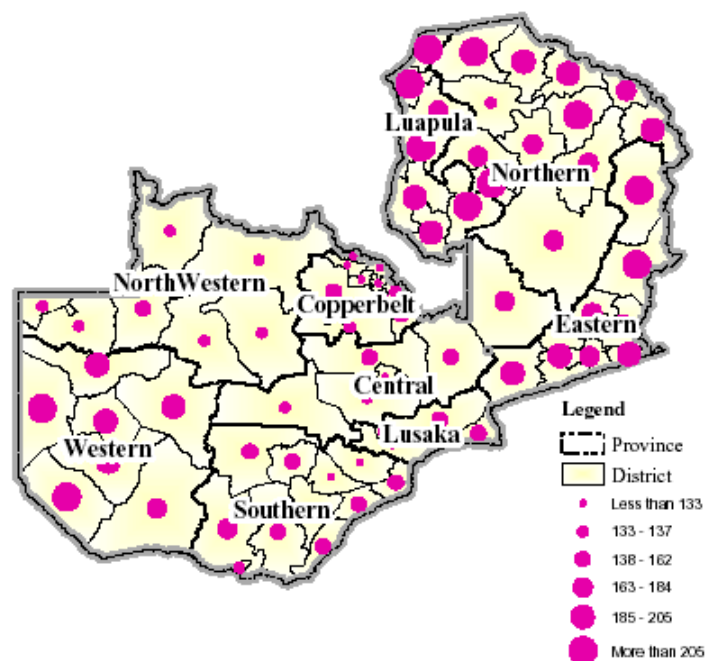 Luapula
Northern
NorthWestern
Copperbelt
Eastern
Central
Lusaka
Western
Southern
Legend
Province
District
Less than 133
133 - 137
138 - 162
163 - 184
185 - 205
More than 205